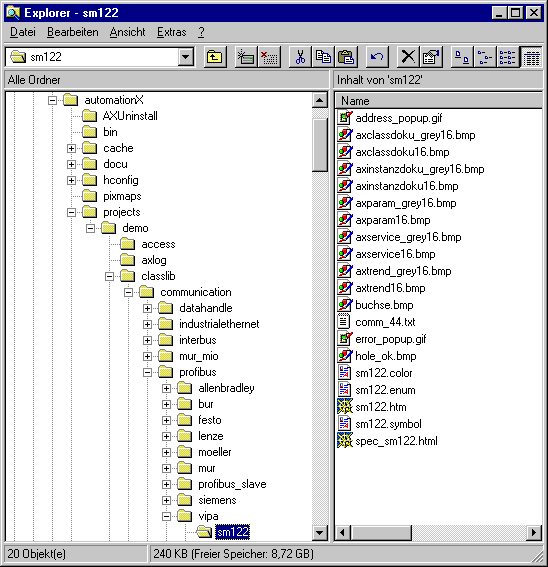 Explorer - sm122
Datei Bearbeiten Ansicht Extras ?
sm122
Alle Ordner
Inhalt von 'sm122'
automationX
AXUninstall
bin
cache
docu
hconfig
pixmaps
projects
demo
access
axlog
classlib
communication
datahandle
industrialethernet
interbus
mur_mio
profibus
allenbradley
bur
festo
lenze
moeller
mur
profibus_slave
siemens
vipa
sm122
Name
address_popup.gif
axclassdoku_grey16.bmp
axclassdoku16.bmp
axinstanzdoku_grey16.bmp
axinstanzdoku16.bmp
axparam_grey16.bmp
axparam16.bmp
axservice_grey16.bmp
axservice16.bmp
axtrend_grey16.bmp
axtrend16.bmp
buchse.bmp
comm_44.txt
error_popup.gif
hole_ok.bmp
sm122.color
sm122.enum
sm122.htm
sm122.symbol
spec_sm122.html
20 Objekt(e)
240 KB (Freier Speicher: 8,72 GB)